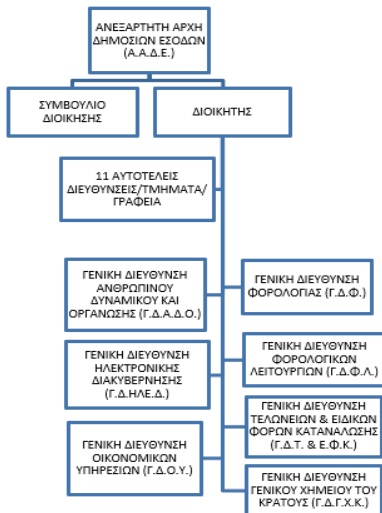 ΑΝΕΞΑΡΤΗΤΗ ΑΡΧΗ
ΔΗΜΟΣΙΩΝ ΕΣΟΔΩΝ
(Α.Α.Δ.Ε.)
ΣΥΜΒΟΥΛΙΟ
ΔΙΟΙΚΗΣΗΣ
ΔΙΟΙΚΗΤΗΣ
11 ΑΥΤΟΤΕΛΕΙΣ
ΔΙΕΥΘΥΝΣΕΙΣ/ΤΜΗΜΑΤΑ/
ΓΡΑΦΕΙΑ
ΓΕΝΙΚΗ ΔΙΕΥΘΥΝΣΗ
ΑΝΘΡΩΠΙΝΟΥ
ΔΥΝΑΜΙΚΟΥ ΚΑΙ
ΟΡΓΑΝΩΣΗΣ (Γ.Δ.Α.Δ.Ο.)
ΓΕΝΙΚΗ ΔΙΕΥΘΥΝΣΗ
ΦΟΡΟΛΟΓΙΑΣ (Γ.Δ.Φ.)
ΓΕΝΙΚΗ ΔΙΕΥΘΥΝΣΗ
ΗΛΕΚΤΡΟΝΙΚΗΣ
ΔΙΑΚΥΒΕΡΝΗΣΗΣ
(Γ.Δ.ΗΛΕ.Δ.)
ΓΕΝΙΚΗ ΔΙΕΥΘΥΝΣΗ
ΦΟΡΟΛΟΓΙΚΩΝ
ΛΕΙΤΟΥΡΓΙΩΝ (Γ.Δ.Φ.Λ.)
ΓΕΝΙΚΗ ΔΙΕΥΘΥΝΣΗ
ΟΙΚΟΝΟΜΙΚΩΝ
ΥΠΗΡΕΣΙΩΝ (Γ.Δ.Ο.Υ.)
ΓΕΝΙΚΗ ΔΙΕΥΘΥΝΣΗ
ΤΕΛΩΝΕΙΩΝ & ΕΙΔΙΚΩΝ
ΦΟΡΩΝ ΚΑΤΑΝΑΛΩΣΗΣ
(Γ.Δ.Τ. & Ε.Φ.Κ.)
ΓΕΝΙΚΗ ΔΙΕΥΘΥΝΣΗ
ΓΕΝΙΚΟΥ ΧΗΜΕΙΟΥ ΤΟΥ
ΚΡΑΤΟΥΣ (Γ.Δ.Γ.Χ.Κ.)